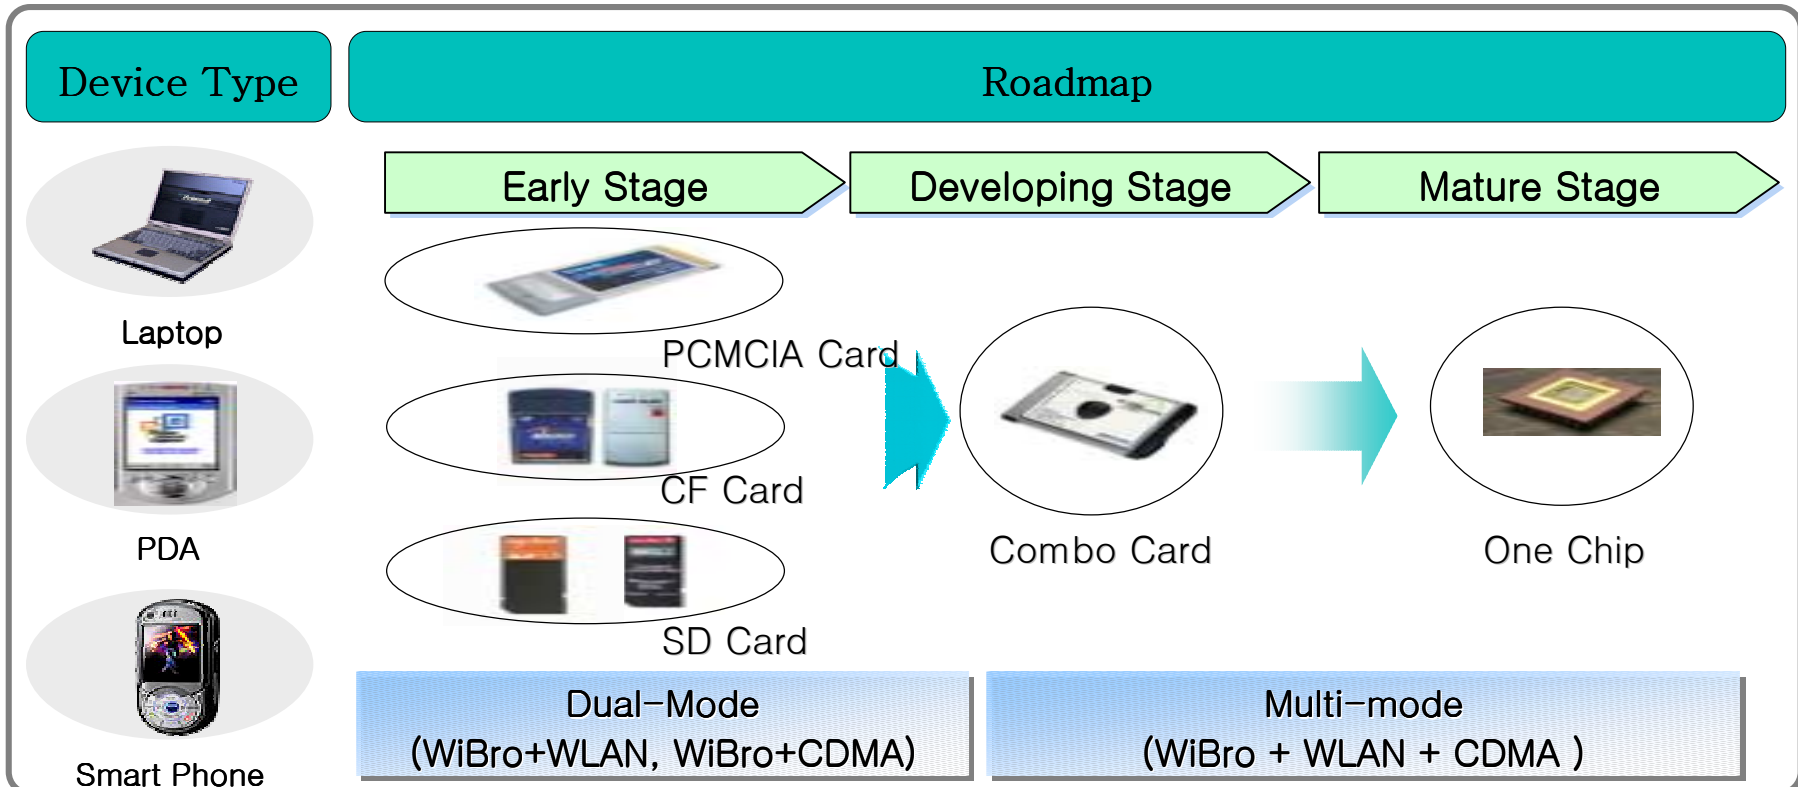 Device Type
Roadmap
Early Stage
Developing Stage
Mature Stage
Laptop
PCMCIA Card
CF Card
PDA
Combo Card
One Chip
SD Card
Smart Phone
Dual-Mode
(WiBro+WLAN, WiBro+CDMA)
Multi-mode
(WiBro + WLAN + CDMA )